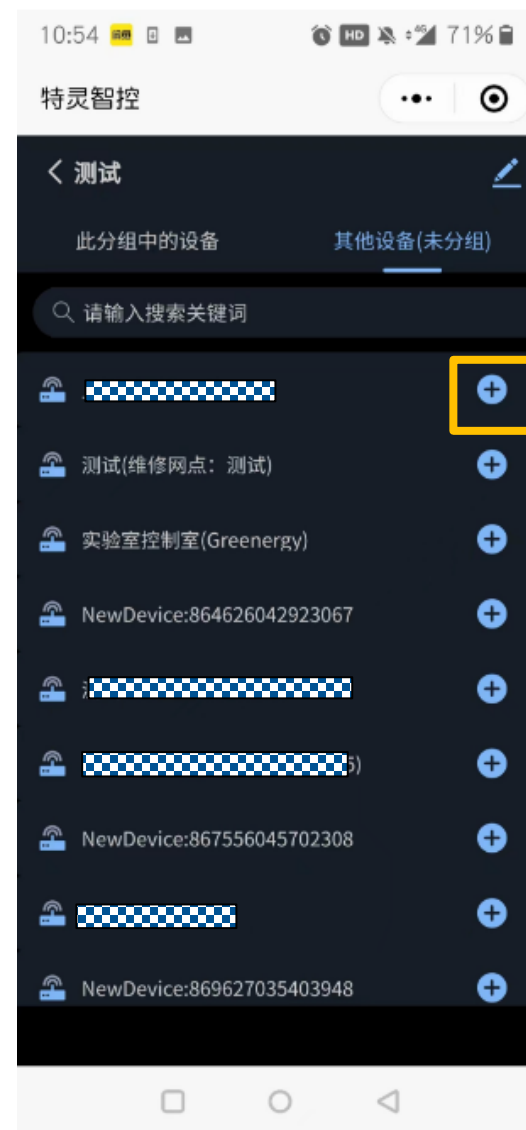 10:54 HD 4G 71%
特灵智控
测试
此分组中的设备 其他设备(未分组)
请输入搜索关键词
测试(维修网点：测试)
实验室控制室(Greenergy)
NewDevice:864626042923067
)
NewDevice:867556045702308
NewDevice:869627035403948